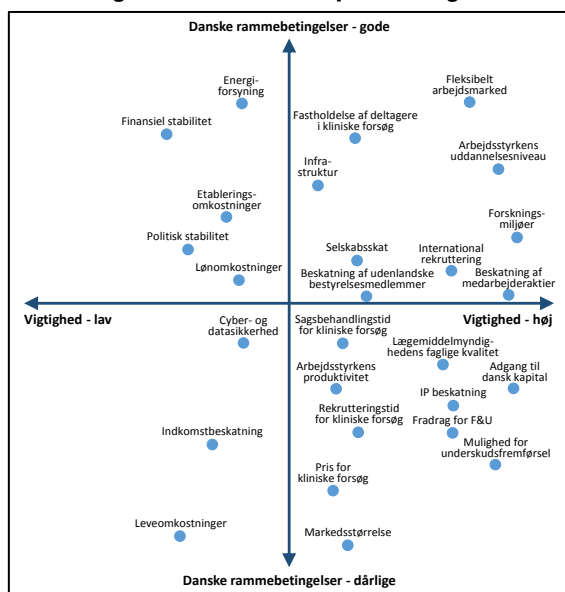 Danske rammebetingelser - gode
Energi-
forsyning
Fleksibelt
arbejdsmarked
Finansiel stabilitet
Fastholdelse af deltagere
i kliniske forsøg
Arbejdsstyrkens
uddannelsesniveau
Infra-
struktur
Etablerings-
omkostninger
Forsknings-
miljøer
Politisk stabilitet
Selskabsskat
International
rekruttering
Lønomkostninger
Beskatning af udenlandske
bestyrelsesmedlemmer
Beskatning af
medarbejderaktier
Vigtighed - lav
Vigtighed - høj
Cyber- og
datasikkerhed
Sagsbehandlingstid
for kliniske forsøg
Lægemiddelmyndig-
hedens faglige kvalitet
Arbejdsstyrkens
produktivitet
Adgang til
dansk kapital
IP beskatning
Rekrutteringstid
for kliniske forsøg
Fradrag for F&U
Indkomstbeskatning
Mulighed for
underskudsfremførsel
Pris for
kliniske forsøg
Leveomkostninger
Markedsstørrelse
Danske rammebetingelser - dårlige